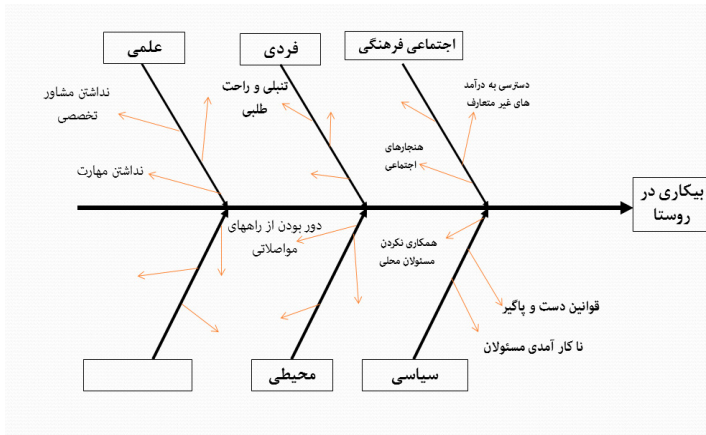 اجتماعی فرهنگی
فردی
علمی
دسترسی به درآمد
های غیر متعارف
هنجارهای
اجتماعی
تنبلی و راحت
طلبی
نداشتن مشاور
تخصصی
نداشتن مهارت
بیکاری در
روستا
همکاری نکردن
مسئولان محلی
قوانین دست و پاگیر
نا کار آمدی مسئولان
دور بودن از راههای
مواصلاتی
سیاسی
محیطی